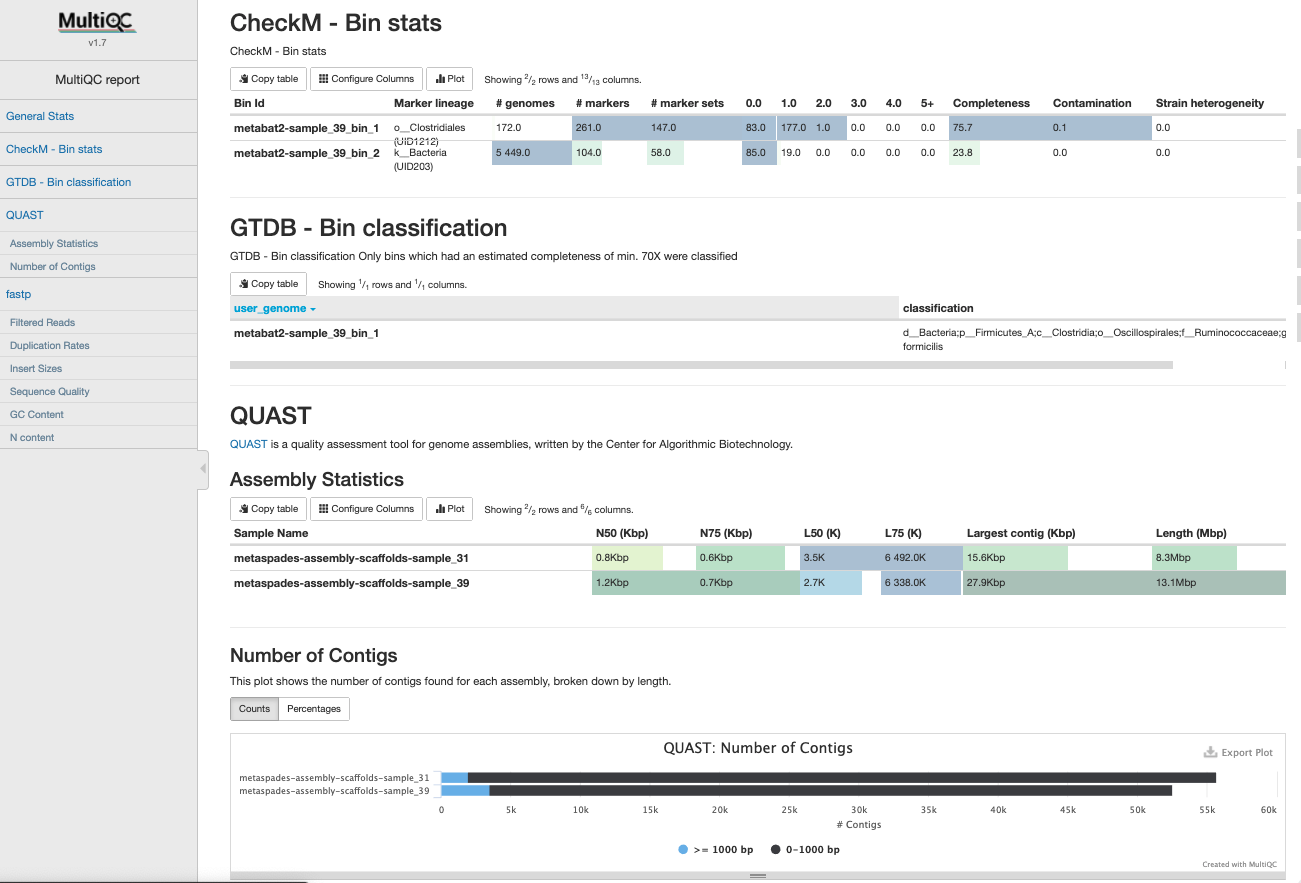 MultiQC
v1.7
MultiQC report
General Stats
CheckM - Bin stats
GTDB - Bin classification
QUAST
Assembly Statistics
Number of Contigs
fastp
Filtered Reads
Duplication Rates
Insert Sizes
Sequence Quality
GC Content
N content
CheckM - Bin stats
CheckM - Bin stats
Copy table Configure Columns Plot Showing 2/2 rows and 13/13 columns.
Bin Id Marker lineage # genomes # markers # marker sets 0.0 1.0 2.0 3.0 4.0 5+ Completeness Contamination Strain heterogeneity
metabat2-sample_39_bin_1 o__Clostridiales 172.0 261.0 147.0 83.0 177.0 1.0 0.0 0.0 0.0 75.7 0.1 0.0
(UID1212)
metabat2-sample_39_bin_2 k__Bacteria 5 449.0 104.0 58.0 85.0 19.0 0.0 0.0 0.0 0.0 23.8 0.0 0.0
(UID203)
GTDB - Bin classification
GTDB - Bin classification Only bins which had an estimated completeness of min. 70X were classified
Copy table Showing 1/1 rows and 1/1 columns.
user_genome classification
metabat2-sample_39_bin_1 d__Bacteria;p__Firmicutes_A;c__Clostridia;o__Oscillospirales;f__Ruminococcaceae;g
formicilis
QUAST
QUAST is a quality assessment tool for genome assemblies, written by the Center for Algorithmic Biotechnology.
Assembly Statistics
Copy table Configure Columns Plot Showing 2/2 rows and 6/6 columns.
Sample Name N50 (Kbp) N75 (Kbp) L50 (K) L75 (K) Largest contig (Kbp) Length (Mbp)
metaspades-assembly-scaffolds-sample_31 0.8Kbp 0.6Kbp 3.5K 6 492.0K 15.6Kbp 8.3Mbp
metaspades-assembly-scaffolds-sample_39 1.2Kbp 0.7Kbp 2.7K 6 338.0K 27.9Kbp 13.1Mbp
Number of Contigs
This plot shows the number of contigs found for each assembly, broken down by length.
Counts Percentages
QUAST: Number of Contigs
Export Plot
metaspades-assembly-scaffolds-sample_31
metaspades-assembly-scaffolds-sample_39
0 5k 10k 15k 20k 25k 30k 35k 40k 45k 50k 55k 60k
# Contigs
>= 1000 bp 0-1000 bp
Created with MultiQC